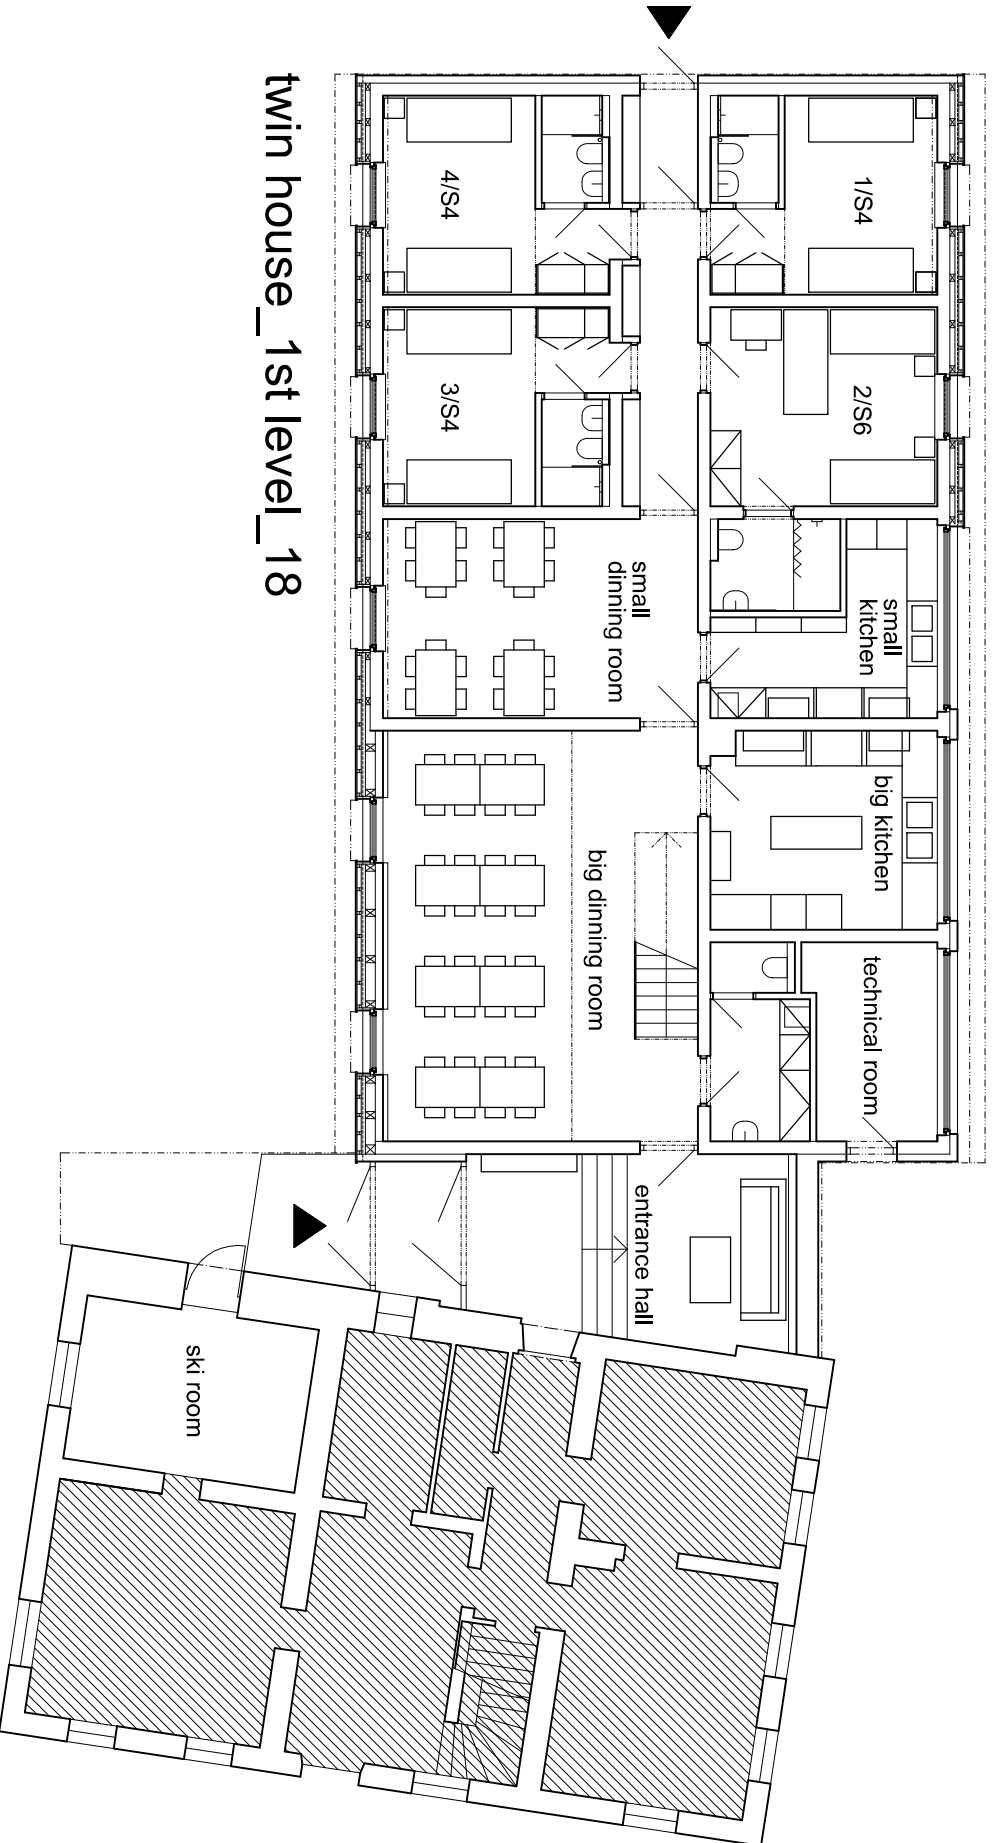 1/S4
2/S6
small
kitchen
big kitchen
technical room
4/S4
3/S4
small
dinning room
big dinning room
entrance hall
ski room
twin house_1st level_18